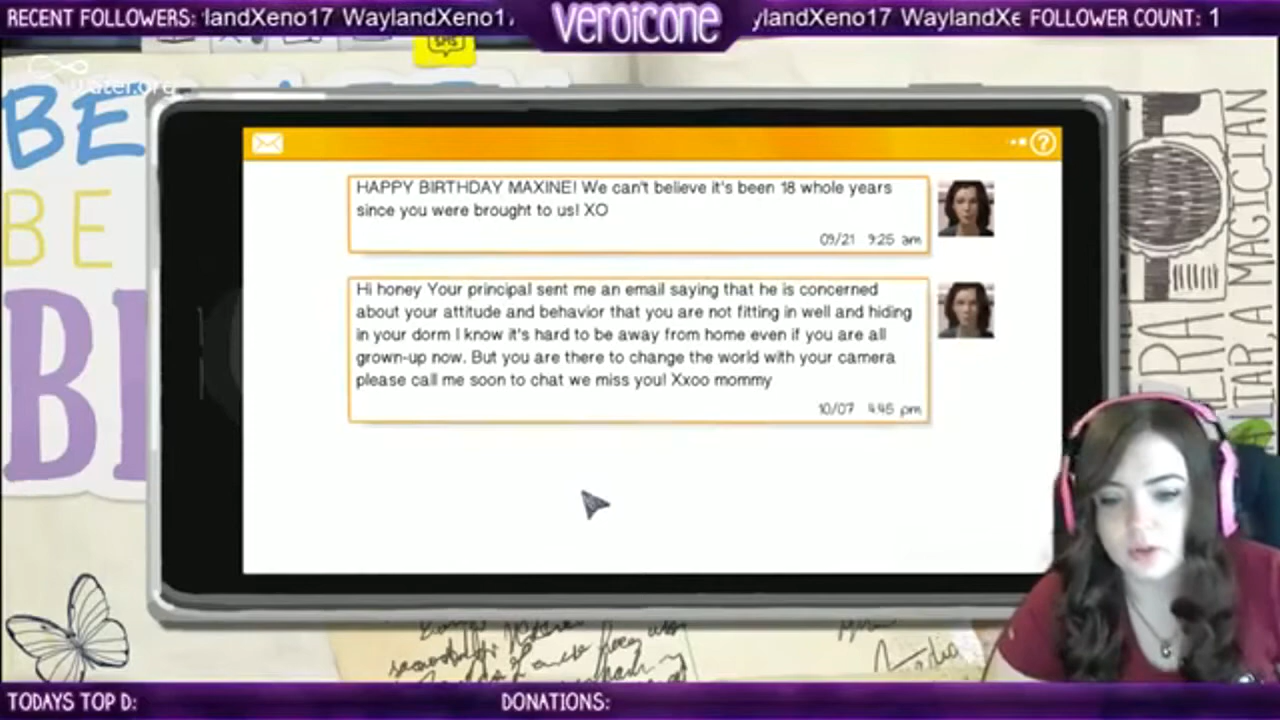 RECENT FOLLOWERS: landXeno17 WaylandXeno1
veroicone
ylandXeno17 WaylandXe FOLLOWER COUNT: 1
SMS
water.org
BE
BE
BE
HAPPY BIRTHDAY MAXINE! We can't believe it's been 18 whole years
since you were brought to us! XO
09/21 9:25 am
Hi honey Your principal sent me an email saying that he is concerned
about your attitude and behavior that you are not fitting in well and hiding
in your dorm I know it's hard to be away from home even if you are all
grown-up now. But you are there to change the world with your camera
please call me soon to chat we miss you! Xxoo mommy
10/07 4:45 pm
TAR, A MAGICIAN
ERA
TODAYS TOP D:
DONATIONS: